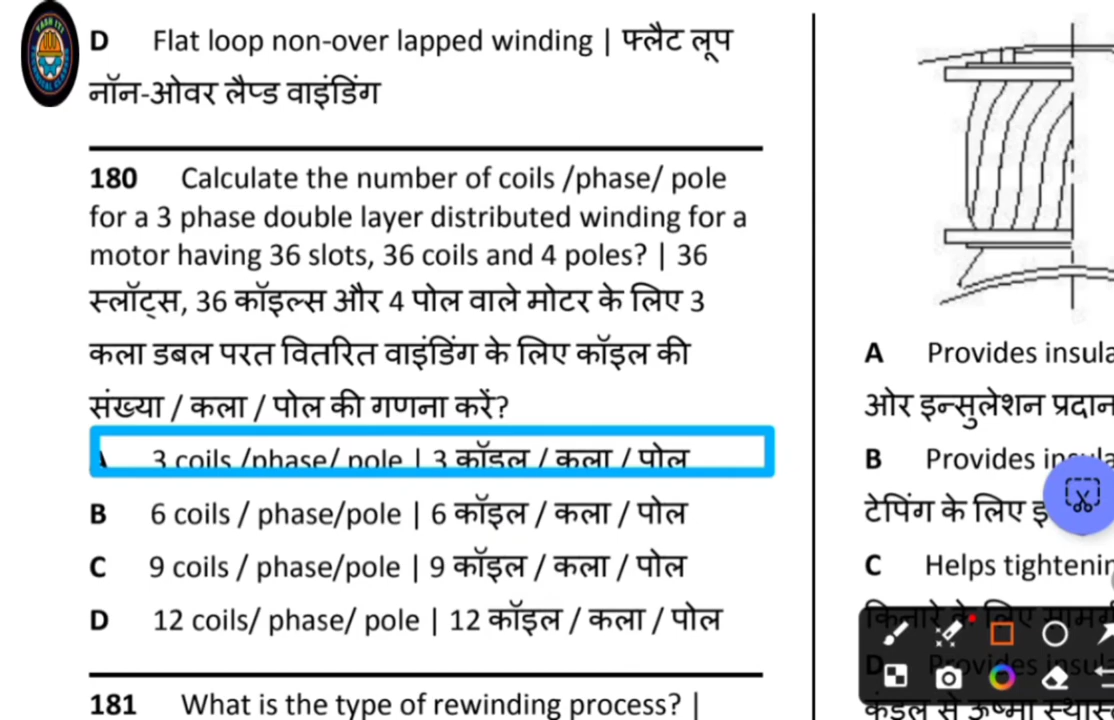 D Flat loop non-over lapped winding | फ्लैट लूप
नॉन-ओवर लैप्ड वाइंडिंग
180 Calculate the number of coils /phase/ pole
for a 3 phase double layer distributed winding for a
motor having 36 slots, 36 coils and 4 poles? | 36
स्लॉट्स, 36 कॉइल्स और 4 पोल वाले मोटर के लिए 3
कला डबल परत वितरित वाइंडिंग के लिए कॉइल की
संख्या / कला / पोल की गणना करें?
3 coils /phase/ pole | 3 कॉइल / कला / पोल
B 6 coils / phase/pole | 6 कॉइल / कला / पोल
C 9 coils / phase/pole | 9 कॉइल / कला / पोल
D 12 coils/ phase/ pole | 12 कॉइल / कला / पोल
181 What is the type of rewinding process? |
A Provides
ओर इन्सुलेशन प्रदान
B Provides
टेपिंग के लिए
C Helps
किनारे के लिए
D Provides